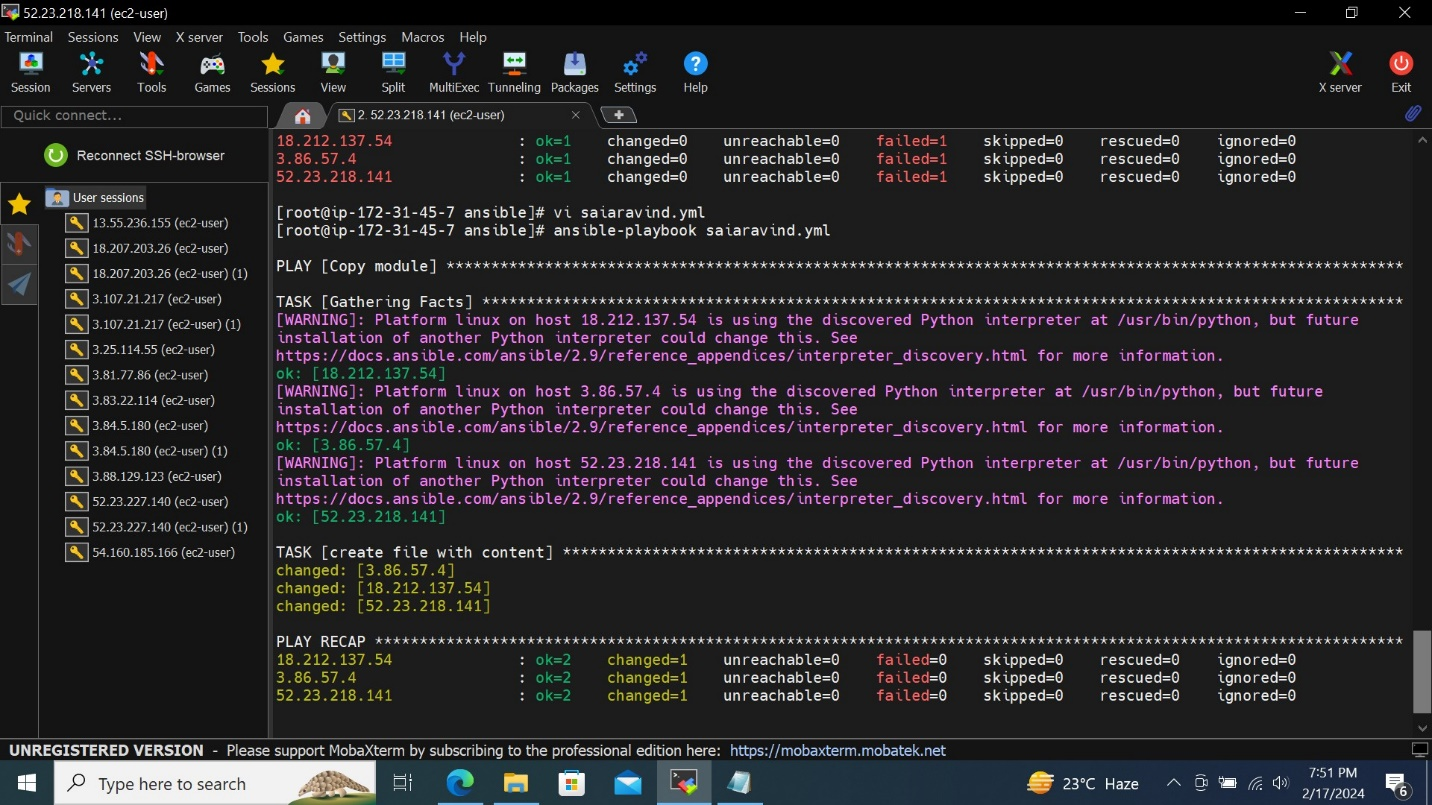 52.23.218.141 (ec2-user)
Terminal Sessions View X server Tools Games Settings Macros Help
Session Servers Tools Games Sessions View Split MultiExec Tunneling Packages Settings Help X server Exit
Quick connect...
2. 52.23.218.141 (ec2-user)
Reconnect SSH-browser
User sessions
13.55.236.155 (ec2-user)
18.207.203.26 (ec2-user)
18.207.203.26 (ec2-user) (1)
3.107.21.217 (ec2-user)
3.107.21.217 (ec2-user) (1)
3.25.114.55 (ec2-user)
3.81.77.86 (ec2-user)
3.83.22.114 (ec2-user)
3.84.5.180 (ec2-user)
3.84.5.180 (ec2-user) (1)
3.88.129.123 (ec2-user)
52.23.227.140 (ec2-user)
52.23.227.140 (ec2-user) (1)
54.160.185.166 (ec2-user)
18.212.137.54 : ok=1 changed=0 unreachable=0 failed=1 skipped=0 rescued=0 ignored=0
3.86.57.4 : ok=1 changed=0 unreachable=0 failed=1 skipped=0 rescued=0 ignored=0
52.23.218.141 : ok=1 changed=0 unreachable=0 failed=1 skipped=0 rescued=0 ignored=0
[root@ip-172-31-45-7 ansible]# vi saiaravind.yml
[root@ip-172-31-45-7 ansible]# ansible-playbook saiaravind.yml
PLAY [Copy module] **********************************************************************************************************
TASK [Gathering Facts] ******************************************************************************************************
[WARNING]: Platform linux on host 18.212.137.54 is using the discovered Python interpreter at /usr/bin/python, but future
installation of another Python interpreter could change this. See
https://docs.ansible.com/ansible/2.9/reference_appendices/interpreter_discovery.html for more information.
ok: [18.212.137.54]
[WARNING]: Platform linux on host 3.86.57.4 is using the discovered Python interpreter at /usr/bin/python, but future
installation of another Python interpreter could change this. See
https://docs.ansible.com/ansible/2.9/reference_appendices/interpreter_discovery.html for more information.
ok: [3.86.57.4]
[WARNING]: Platform linux on host 52.23.218.141 is using the discovered Python interpreter at /usr/bin/python, but future
installation of another Python interpreter could change this. See
https://docs.ansible.com/ansible/2.9/reference_appendices/interpreter_discovery.html for more information.
ok: [52.23.218.141]
TASK [create file with content] *********************************************************************************************
changed: [3.86.57.4]
changed: [18.212.137.54]
changed: [52.23.218.141]
PLAY RECAP ******************************************************************************************************************
18.212.137.54 : ok=2 changed=1 unreachable=0 failed=0 skipped=0 rescued=0 ignored=0
3.86.57.4 : ok=2 changed=1 unreachable=0 failed=0 skipped=0 rescued=0 ignored=0
52.23.218.141 : ok=2 changed=1 unreachable=0 failed=0 skipped=0 rescued=0 ignored=0
UNREGISTERED VERSION - Please support MobaXterm by subscribing to the professional edition here: https://mobaxterm.mobatek.net
Type here to search
23°C Haze
7:51 PM
2/17/2024
6